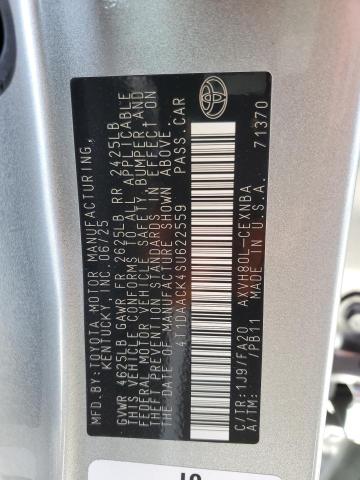 MFD.BY:TOYOTA MOTOR MANUFACTURING,
KENTUCKY, INC.06/25
GVWR 4625LB GAWR FR 2625LB RR 2425LB
THIS VEHICLE CONFORMS TO ALL APPLICABLE
FEDERAL MOTOR VEHICLE SAFETY, BUMPER AND
THEFT PREVENTION STANDARDS IN EFFECT ON
THE DATE OF MANUFACTURE SHOWN ABOVE.
4T1DAACK4SU622559 PASS.CAR
C/TR:1J9/FA20 AXVH80L-CEXNBA
A/TM: /PB11 U.S.A.
71370